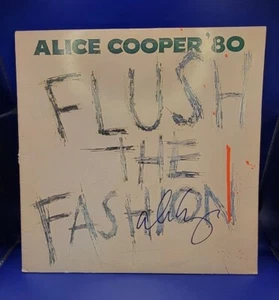 ALICE COOPER '80
FLUSH
THE
FASHION